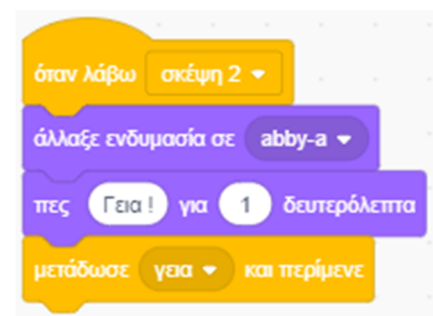 όταν λάβω σκέψη 2
άλλαξε ενδυμασία σε abby-a
πες Γεια ! για 1 δευτερόλεπτα
μετάδωσε γεια και περίμενε